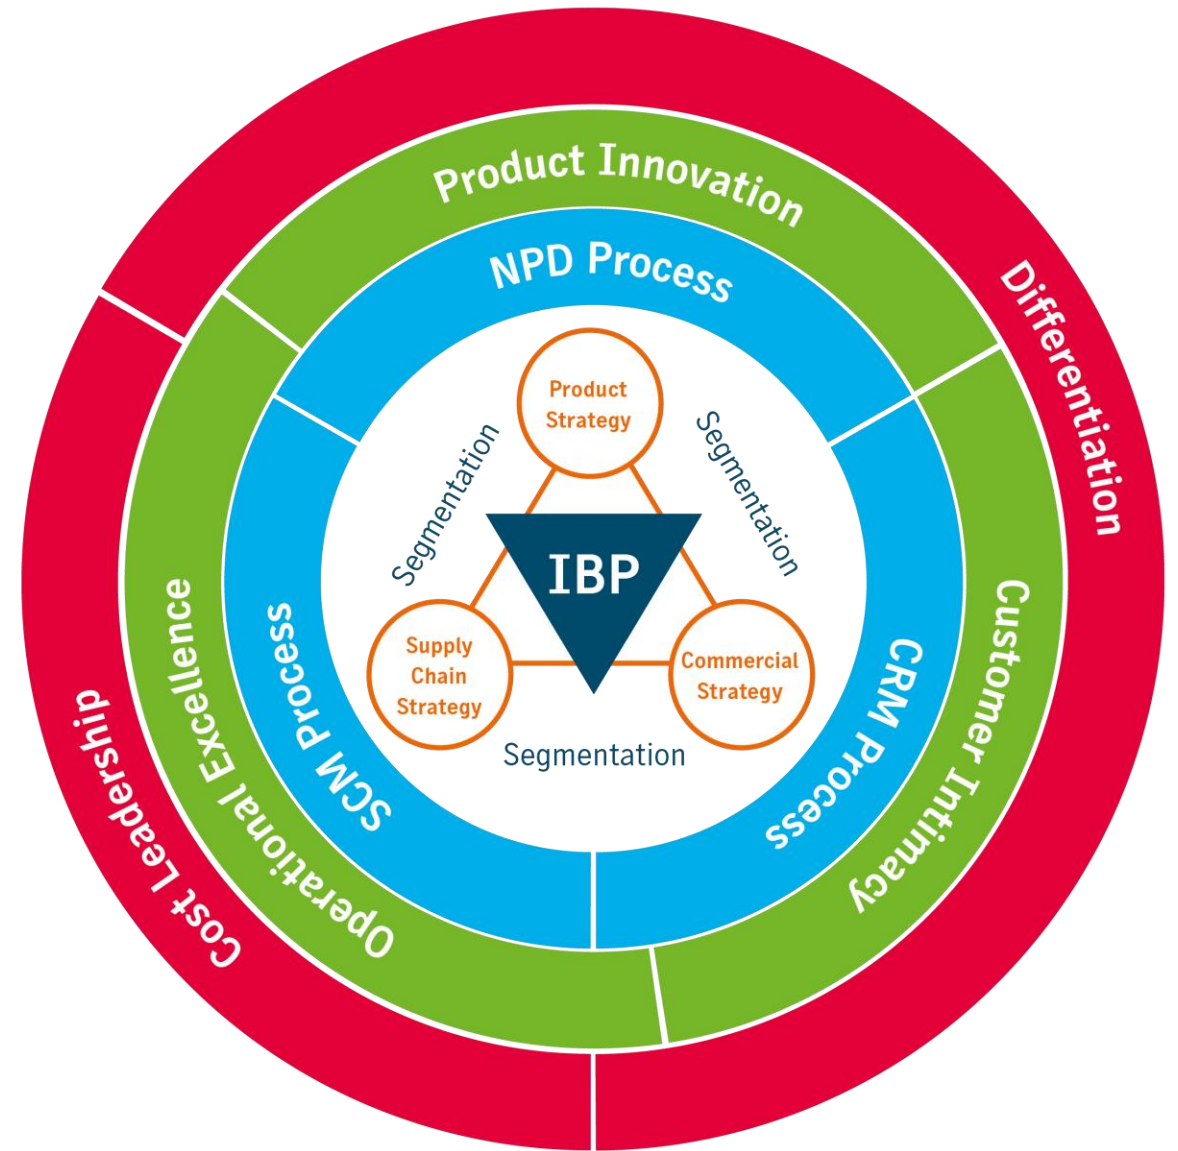 Product Innovation
NPD Process
Differentiation
Product
Strategy
Segmentation
Segmentation
IBP
Supply
Chain
Strategy
Commercial
Strategy
Segmentation
SCM Process
CRM Process
Operational Excellence
Customer Intimacy
Cost Leadership